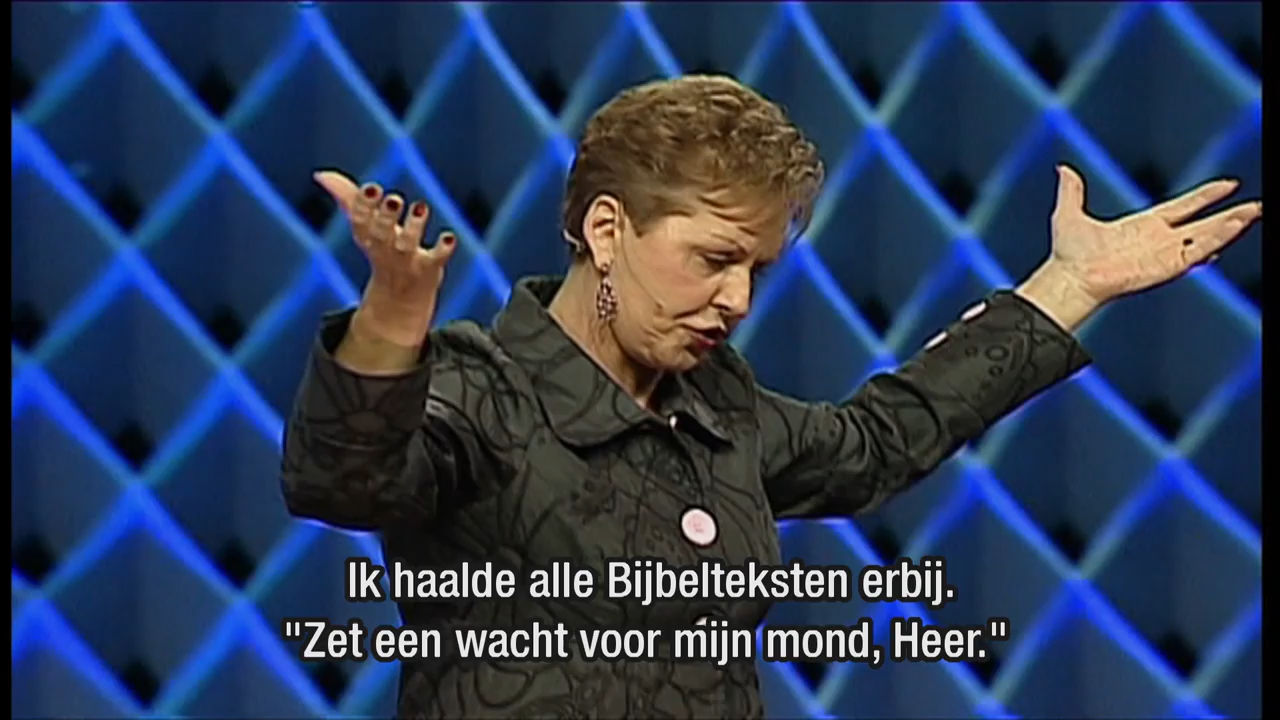 Ik haalde alle Bijbelteksten erbij.
"Zet een wacht voor mijn mond, Heer."